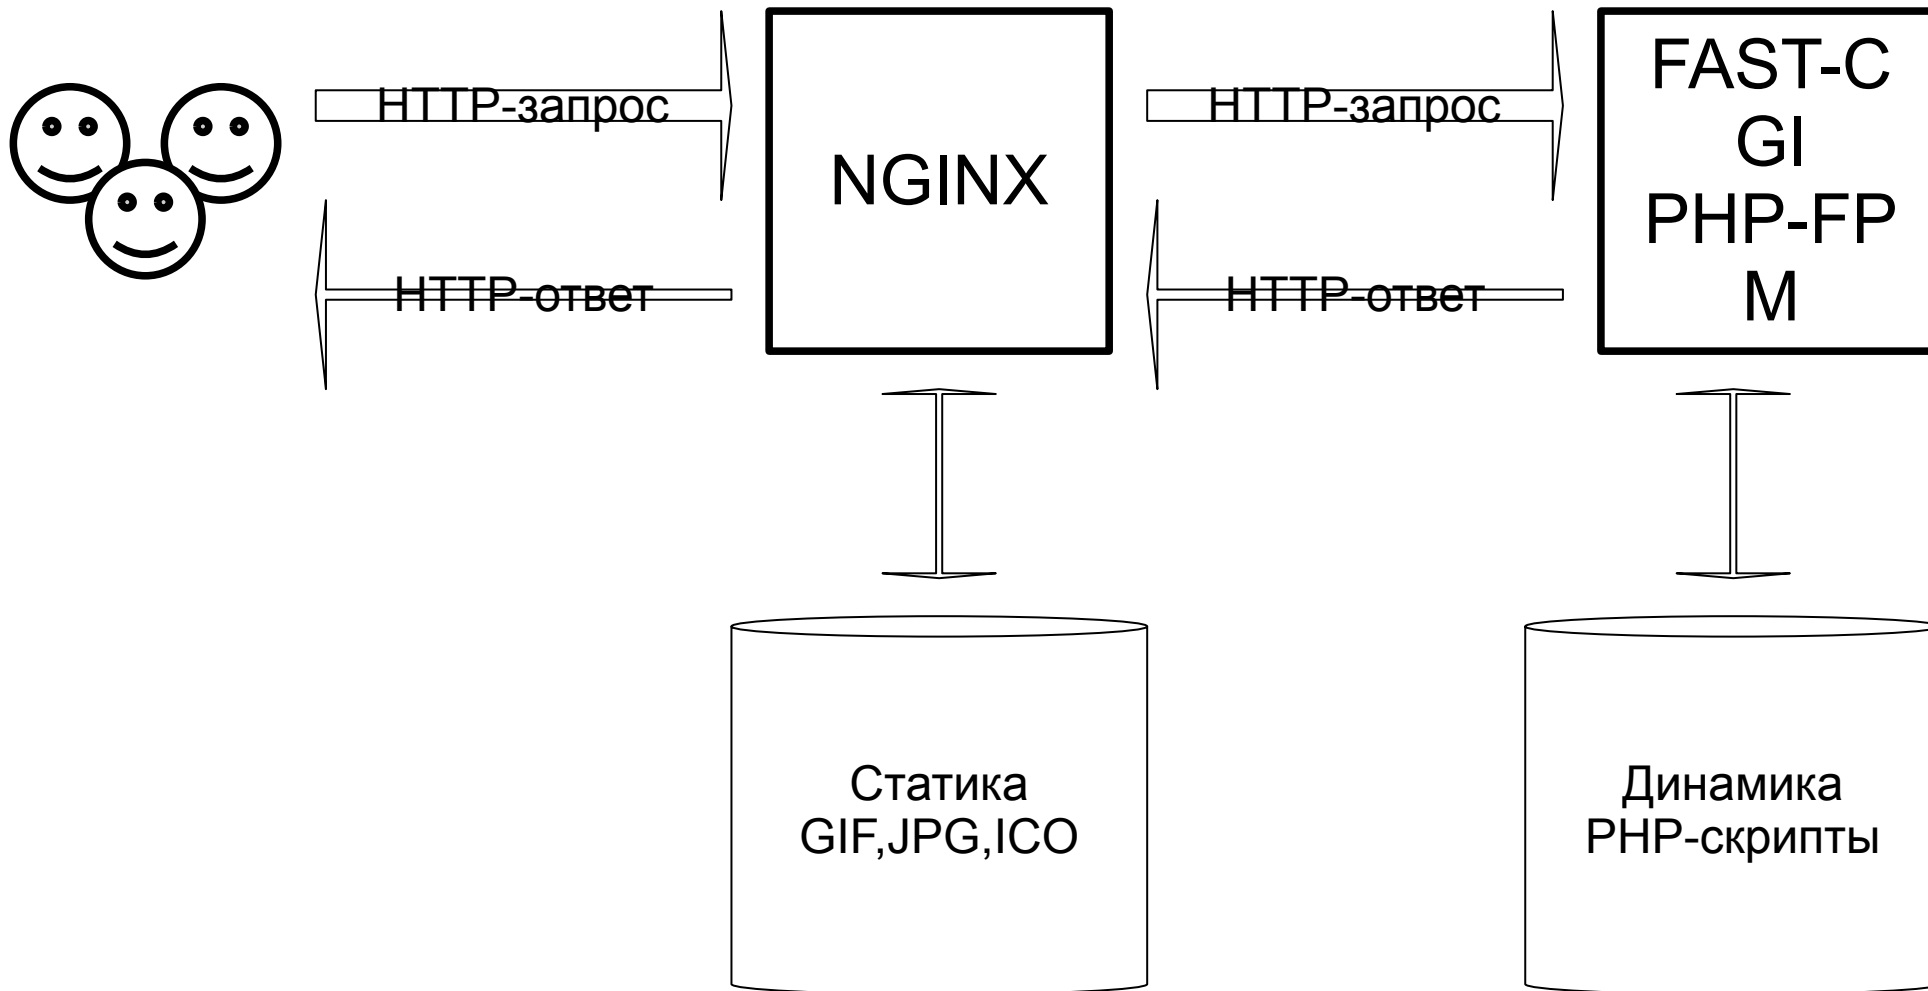 HTTP-запрос
HTTP-ответ
NGINX
HTTP-запрос
HTTP-ответ
FAST-C
GI
PHP-FP
M
Статика
GIF,JPG,ICO
Динамика
PHP-скрипты